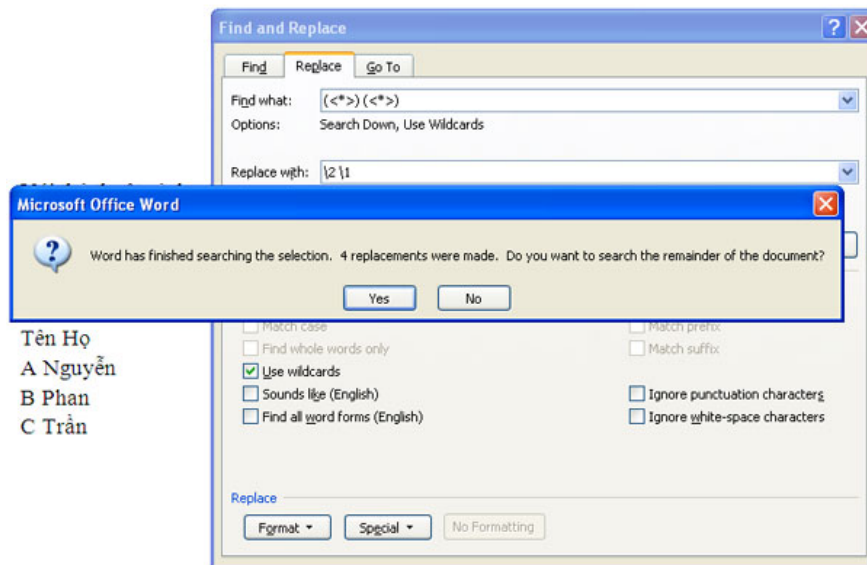 Find and Replace
Find Replace Go To
Find what: (<*>) (<*>)
Options: Search Down, Use Wildcards
Replace with: \2 \1
Microsoft Office Word
Word has finished searching the selection. 4 replacements were made. Do you want to search the remainder of the document?
Yes No
Match case Match prefix
Find whole words only Match suffix
Use wildcards
Sounds like (English) Ignore punctuation characters
Find all word forms (English) Ignore white-space characters
Tên Họ
A Nguyễn
B Phan
C Trần
Replace
Format Special No Formatting